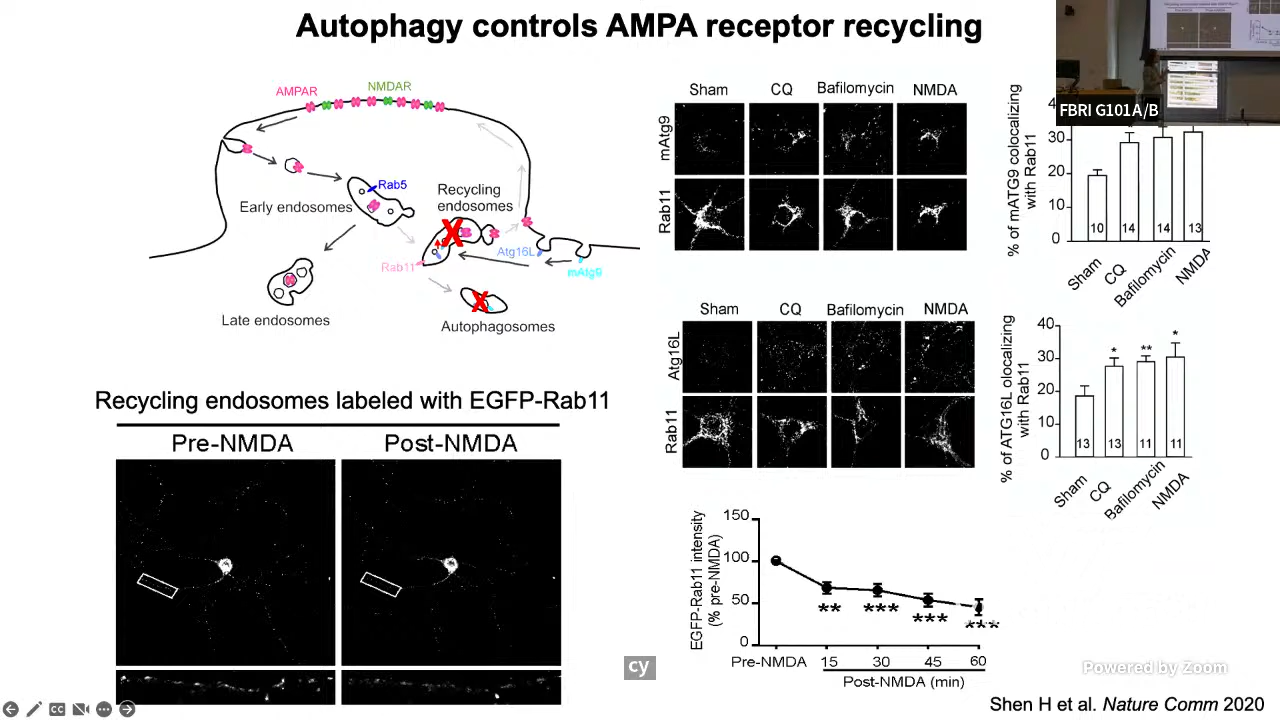 Autophagy controls AMPA receptor recycling
FBRI G101A/B
AMPAR
NMDAR
Rab5
Early endosomes
Recycling
endosomes
Rab11
Atg16L
mAtg9
Late endosomes
Autophagosomes
Sham
CQ
Bafilomycin
NMDA
mAtg9
Rab11
% of mATG9 colocalizing
with Rab11
30
20
10
0
10
14
14
13
Sham
CQ
Bafilomycin
NMDA
Sham
CQ
Bafilomycin
NMDA
Atg16L
Rab11
% of ATG16L olocalizing
with Rab11
40
30
20
10
0
*
**
*
13
13
11
11
Sham
CQ
Bafilomycin
NMDA
Recycling endosomes labeled with EGFP-Rab11
Pre-NMDA
Post-NMDA
EGFP-Rab11 intensity
(% pre-NMDA)
150
100
50
0
**
***
***
***
Pre-NMDA
15
30
45
60
Post-NMDA (min)
cy
CC
Powered by Zoom
Shen H et al. Nature Comm 2020